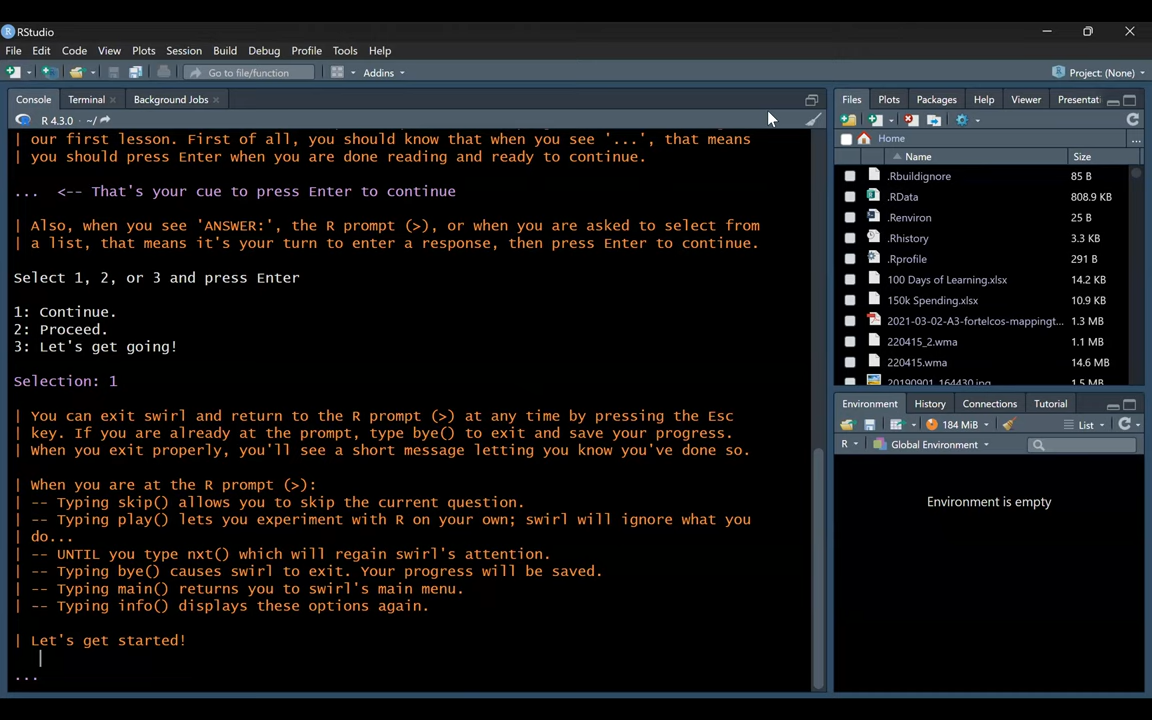 RStudio
File Edit Code View Plots Session Build Debug Profile Tools Help
Go to file/function Addins Project: (None)
Console Terminal Background Jobs
R 4.3.0 · ~/
| our first lesson. First of all, you should know that when you see '...', that means
| you should press Enter when you are done reading and ready to continue.
... <-- That's your cue to press Enter to continue
| Also, when you see 'ANSWER:', the R prompt (>), or when you are asked to select from
| a list, that means it's your turn to enter a response, then press Enter to continue.
Select 1, 2, or 3 and press Enter
1: Continue.
2: Proceed.
3: Let's get going!
Selection: 1
| You can exit swirl and return to the R prompt (>) at any time by pressing the Esc
| key. If you are already at the prompt, type bye() to exit and save your progress.
| When you exit properly, you'll see a short message letting you know you've done so.
| When you are at the R prompt (>):
| -- Typing skip() allows you to skip the current question.
| -- Typing play() lets you experiment with R on your own; swirl will ignore what you
| do...
| -- UNTIL you type nxt() which will regain swirl's attention.
| -- Typing bye() causes swirl to exit. Your progress will be saved.
| -- Typing main() returns you to swirl's main menu.
| -- Typing info() displays these options again.
| Let's get started!
...
Files Plots Packages Help Viewer Presentati
Home ...
Name Size
.Rbuildignore 85 B
.RData 808.9 KB
.Renviron 25 B
.Rhistory 3.3 KB
.Rprofile 291 B
100 Days of Learning.xlsx 14.2 KB
150k Spending.xlsx 10.9 KB
2021-03-02-A3-fortelcos-mappingt... 1.3 MB
220415_2.wma 1.1 MB
220415.wma 14.6 MB
20190901_164430.jpg 1.5 MB
Environment History Connections Tutorial
184 MiB List
R Global Environment
Environment is empty